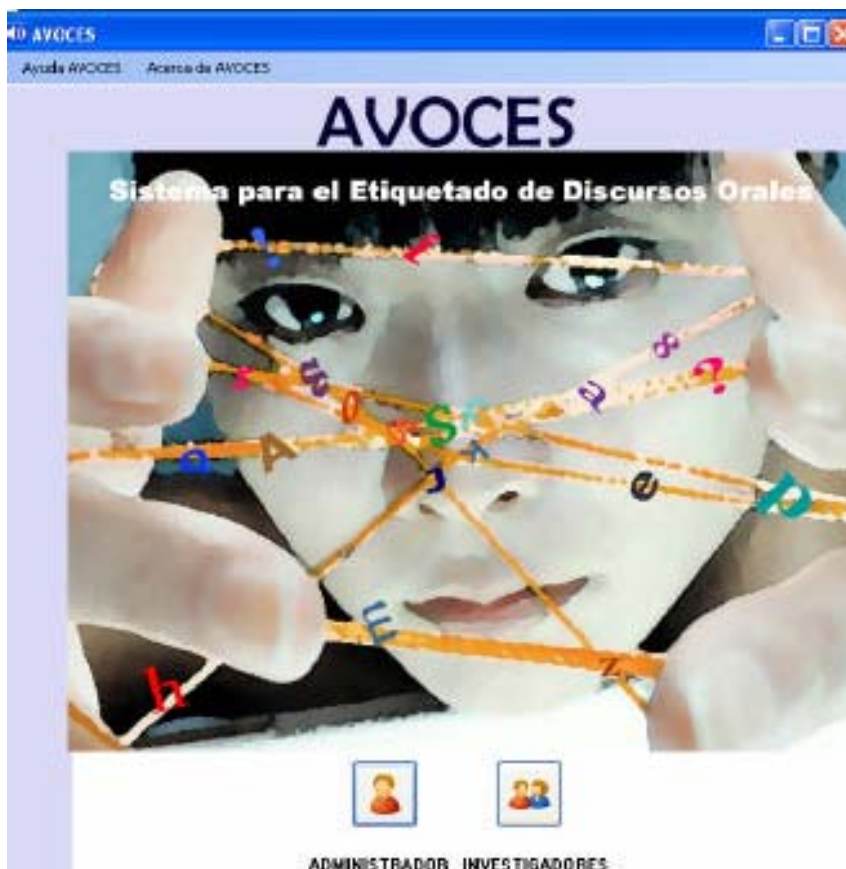 AVOCES
Ayuda AVOCES Acerca de AVOCES
AVOCES
Sistema para el Etiquetado de Discursos Orales
ADMINISTRADOR INVESTIGADORES